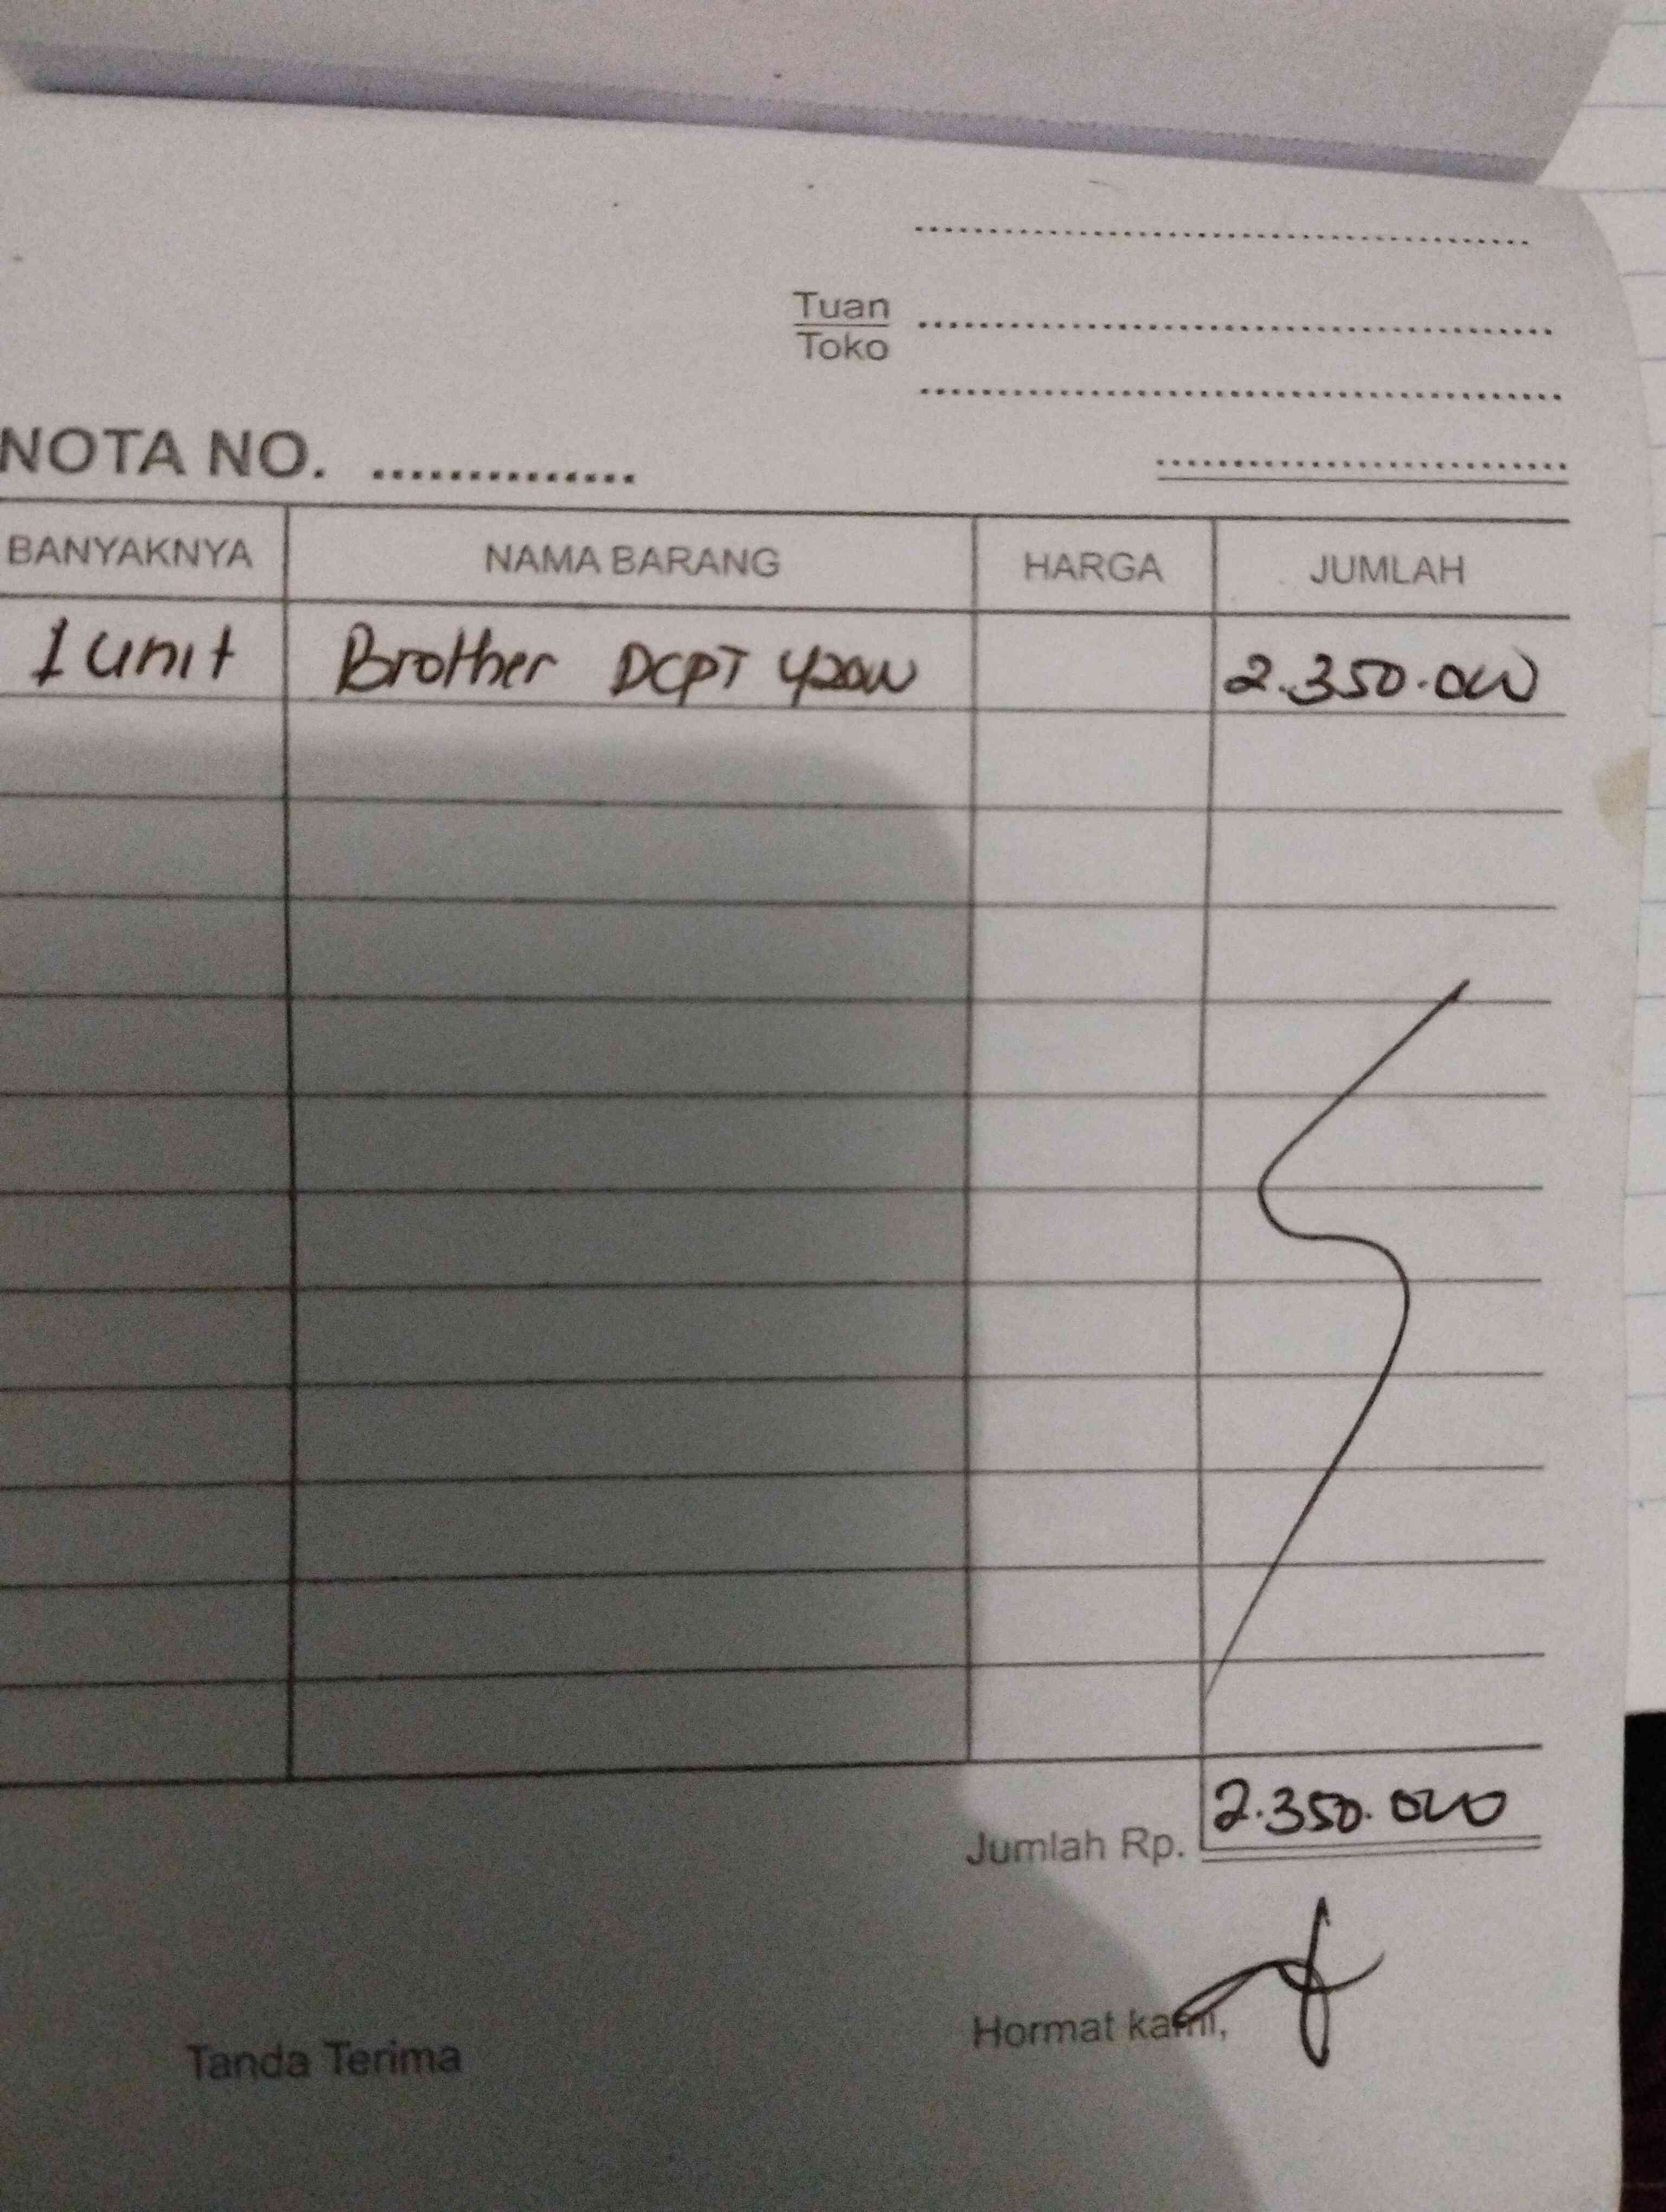 Tuan
Toko
NOTA NO. ..............
BANYAKNYA NAMA BARANG HARGA JUMLAH
1 unit Brother DCPT 420W 2.350.000
Jumlah Rp. 2.350.000
Tanda Terima Hormat kami,